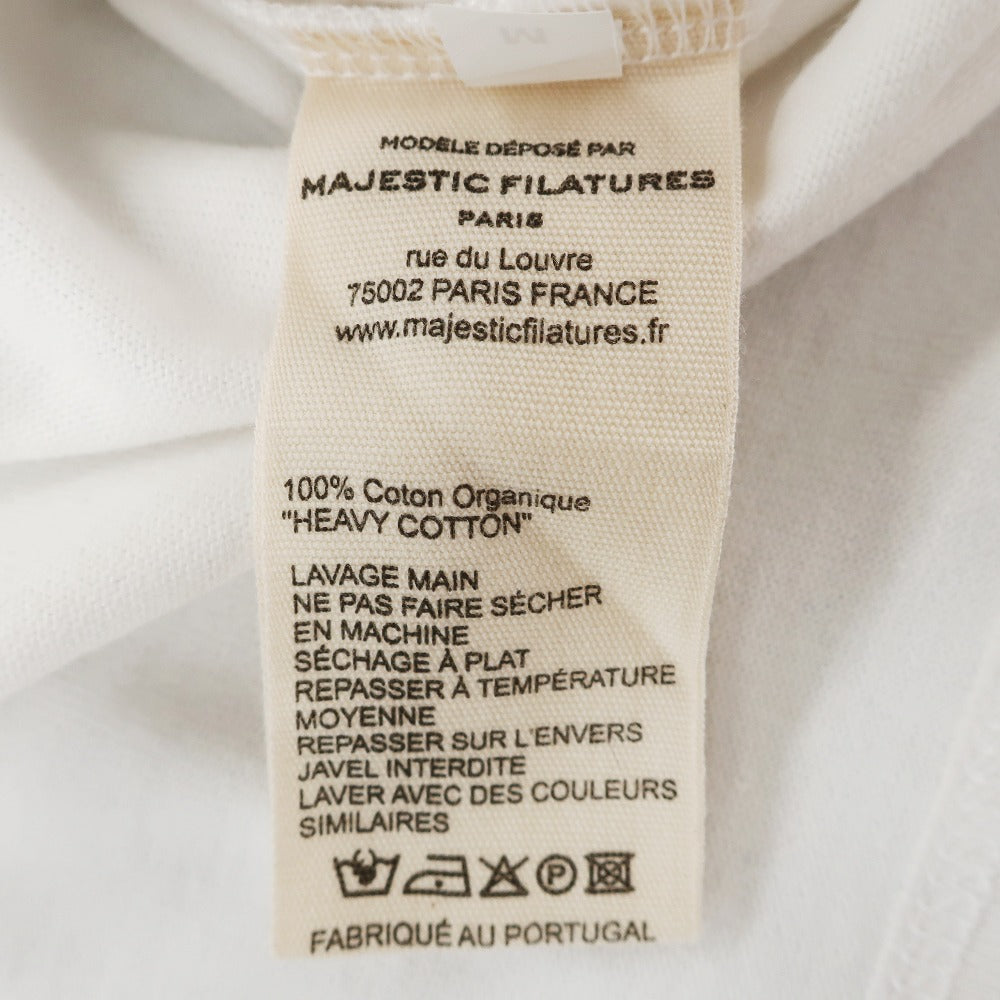 M
MODÈLE DÉPOSÉ PAR
MAJESTIC FILATURES
PARIS
rue du Louvre
75002 PARIS FRANCE
www.majesticfilatures.fr
100% Coton Organique
"HEAVY COTTON"
LAVAGE MAIN
NE PAS FAIRE SÉCHER
EN MACHINE
SÉCHAGE À PLAT
REPASSER À TEMPÉRATURE
MOYENNE
REPASSER SUR L'ENVERS
JAVEL INTERDITE
LAVER AVEC DES COULEURS
SIMILAIRES
P
FABRIQUÉ AU PORTUGAL